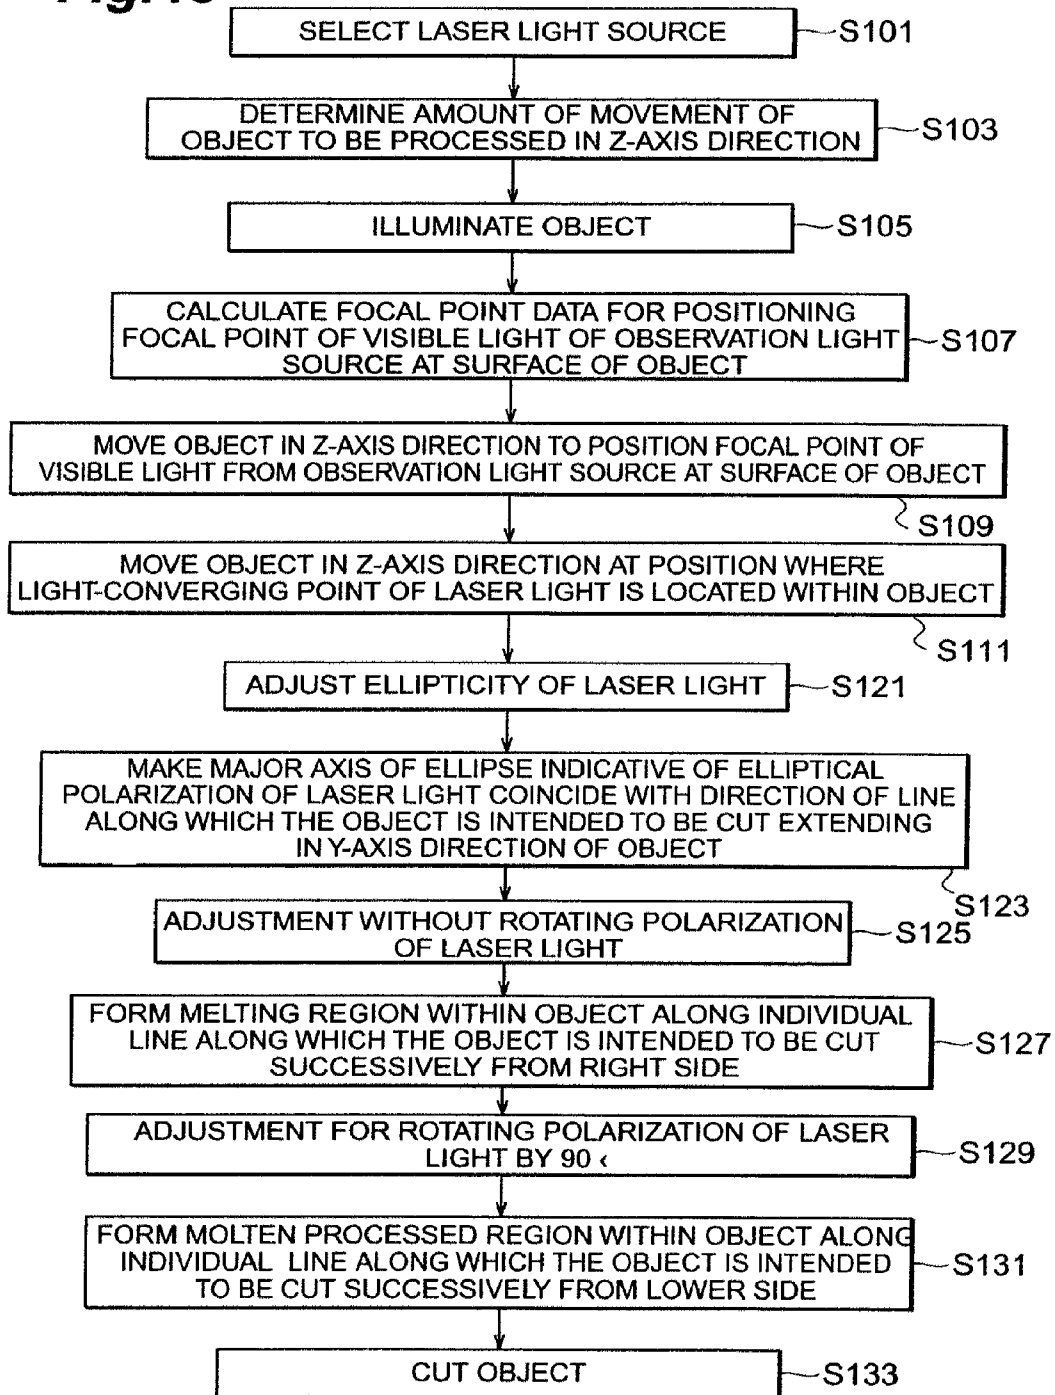 SELECT LASER LIGHT SOURCE
S101
DETERMINE AMOUNT OF MOVEMENT OF
OBJECT TO BE PROCESSED IN Z-AXIS DIRECTION
S103
ILLUMINATE OBJECT
S105
CALCULATE FOCAL POINT DATA FOR POSITIONING
FOCAL POINT OF VISIBLE LIGHT OF OBSERVATION LIGHT
SOURCE AT SURFACE OF OBJECT
S107
MOVE OBJECT IN Z-AXIS DIRECTION TO POSITION FOCAL POINT OF
VISIBLE LIGHT FROM OBSERVATION LIGHT SOURCE AT SURFACE OF OBJECT
S109
MOVE OBJECT IN Z-AXIS DIRECTION AT POSITION WHERE
LIGHT-CONVERGING POINT OF LASER LIGHT IS LOCATED WITHIN OBJECT
S111
ADJUST ELLIPTICITY OF LASER LIGHT
S121
MAKE MAJOR AXIS OF ELLIPSE INDICATIVE OF ELLIPTICAL
POLARIZATION OF LASER LIGHT COINCIDE WITH DIRECTION OF LINE
ALONG WHICH THE OBJECT IS INTENDED TO BE CUT EXTENDING
IN Y-AXIS DIRECTION OF OBJECT
S123
ADJUSTMENT WITHOUT ROTATING POLARIZATION
OF LASER LIGHT
S125
FORM MELTING REGION WITHIN OBJECT ALONG INDIVIDUAL
LINE ALONG WHICH THE OBJECT IS INTENDED TO BE CUT
SUCCESSIVELY FROM RIGHT SIDE
S127
ADJUSTMENT FOR ROTATING POLARIZATION OF LASER
LIGHT BY 90 ‹
S129
FORM MOLTEN PROCESSED REGION WITHIN OBJECT ALONG
INDIVIDUAL LINE ALONG WHICH THE OBJECT IS INTENDED
TO BE CUT SUCCESSIVELY FROM LOWER SIDE
S131
CUT OBJECT
S133